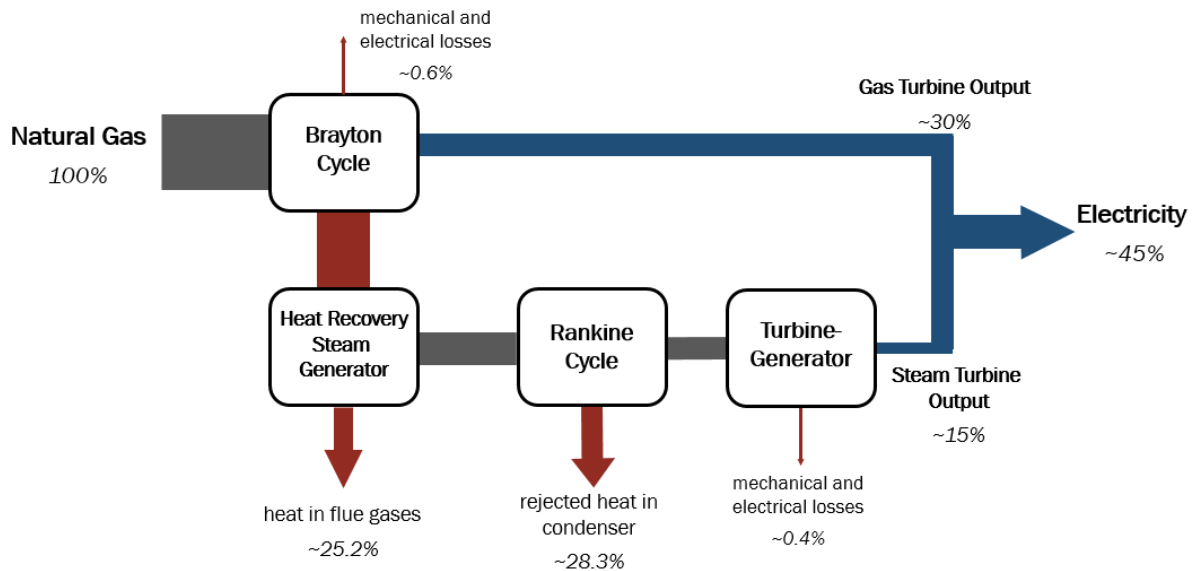 mechanical and
electrical losses
~0.6%
Natural Gas
100%
Brayton
Cycle
Gas Turbine Output
~30%
Electricity
~45%
Heat Recovery
Steam
Generator
Rankine
Cycle
Turbine-
Generator
Steam Turbine
Output
~15%
heat in flue gases
~25.2%
rejected heat in
condenser
~28.3%
mechanical and
electrical losses
~0.4%